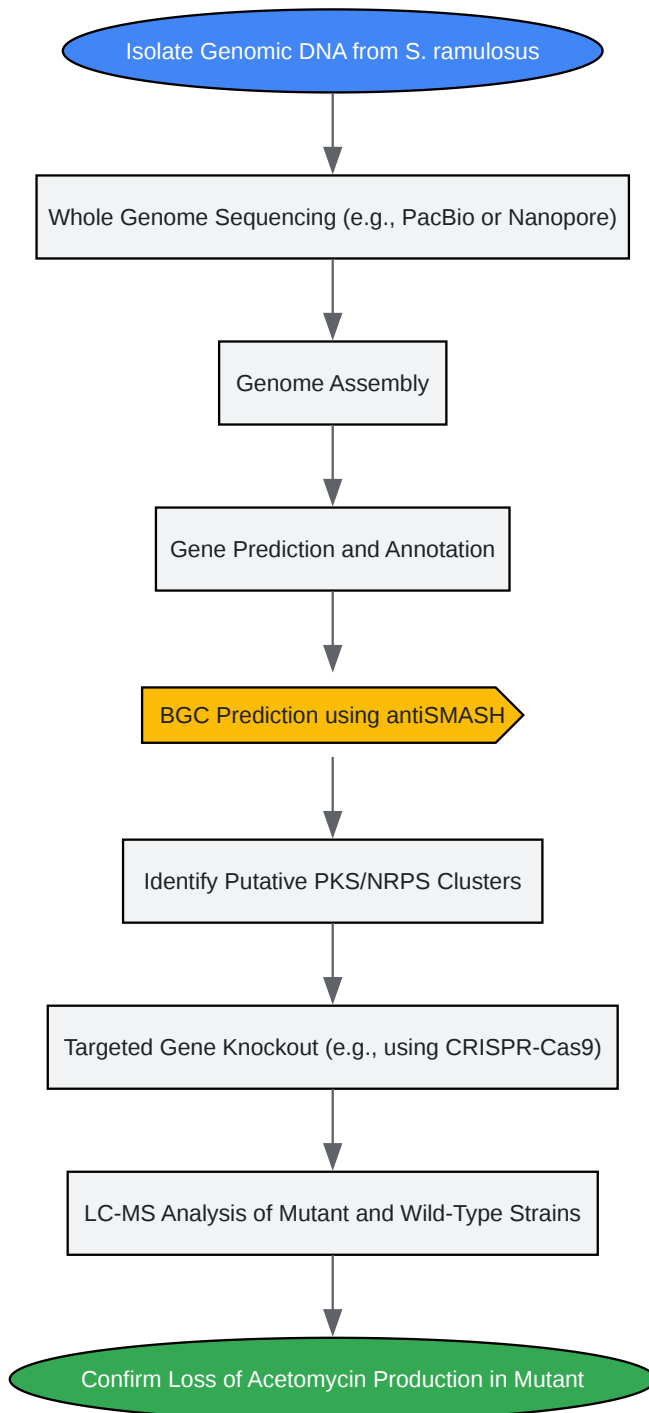 Isolate Genomic DNA from S. ramulosus
Whole Genome Sequencing (e.g., PacBio or Nanopore)
Genome Assembly
Gene Prediction and Annotation
BGC Prediction using antiSMASH
Identify Putative PKS/NRPS Clusters
Targeted Gene Knockout (e.g., using CRISPR-Cas9)
LC-MS Analysis of Mutant and Wild-Type Strains
Confirm Loss of Acetomycin Production in Mutant